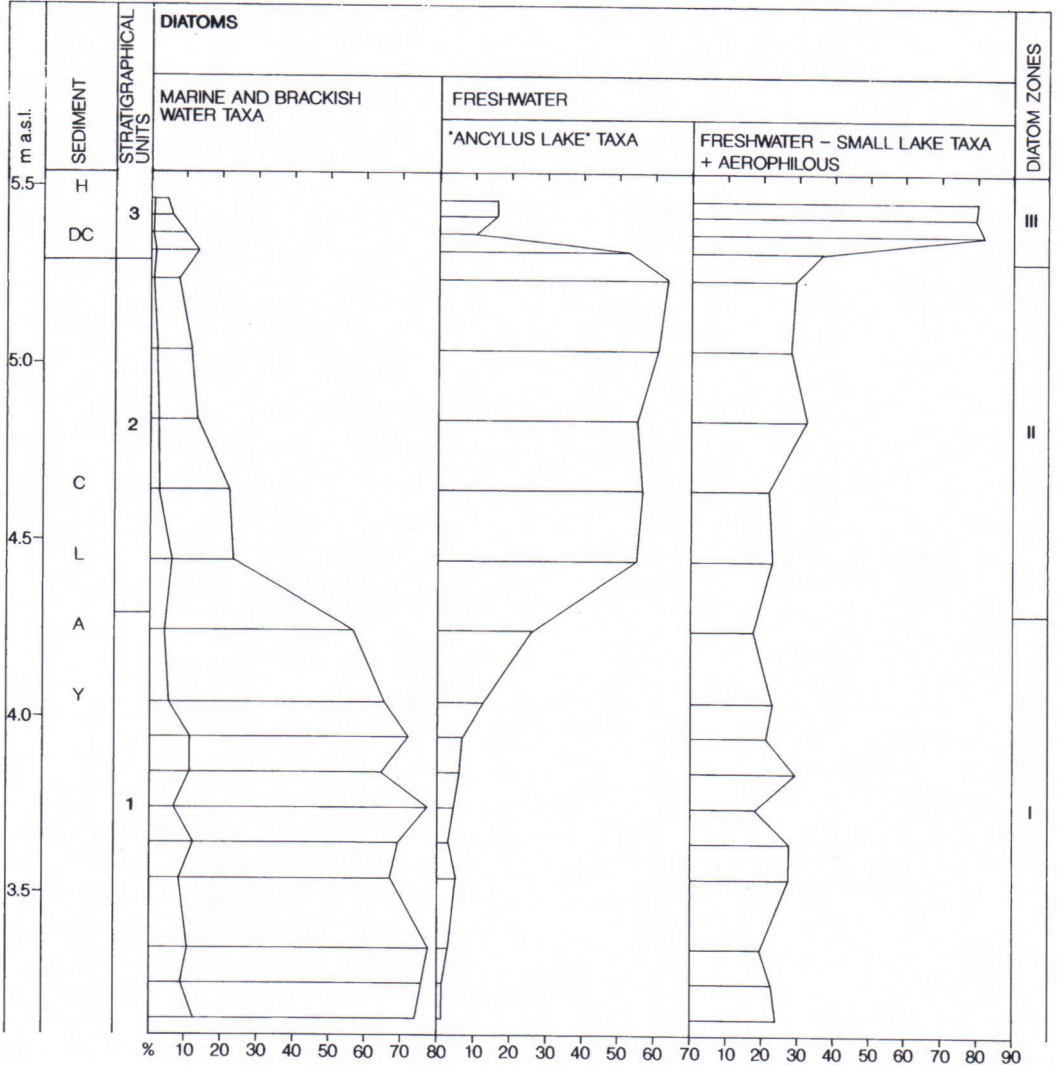 DIATOMS
m a.s.l.
SEDIMENT
STRATIGRAPHICAL
UNITS
MARINE AND BRACKISH
WATER TAXA
FRESHWATER
"ANCYLUS LAKE" TAXA
FRESHWATER – SMALL LAKE TAXA
+ AEROPHILOUS
DIATOM ZONES
5.5
H
3
III
DC
5.0
2
II
C
4.5
L
A
Y
4.0
1
I
3.5
% 10 20 30 40 50 60 70 80 10 20 30 40 50 60 70 10 20 30 40 50 60 70 80 90